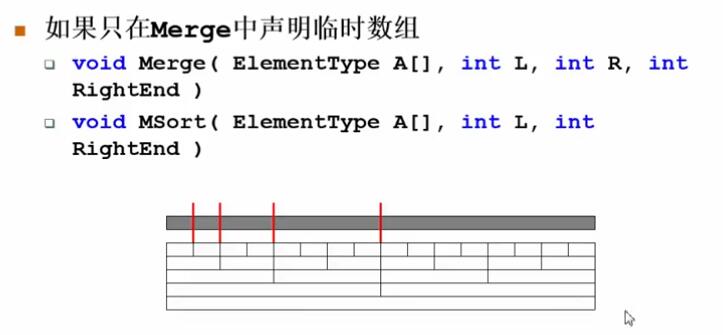 如果只在Merge中声明临时数组
void Merge( ElementType A[], int L, int R, int
RightEnd )
void MSort( ElementType A[], int L, int
RightEnd )